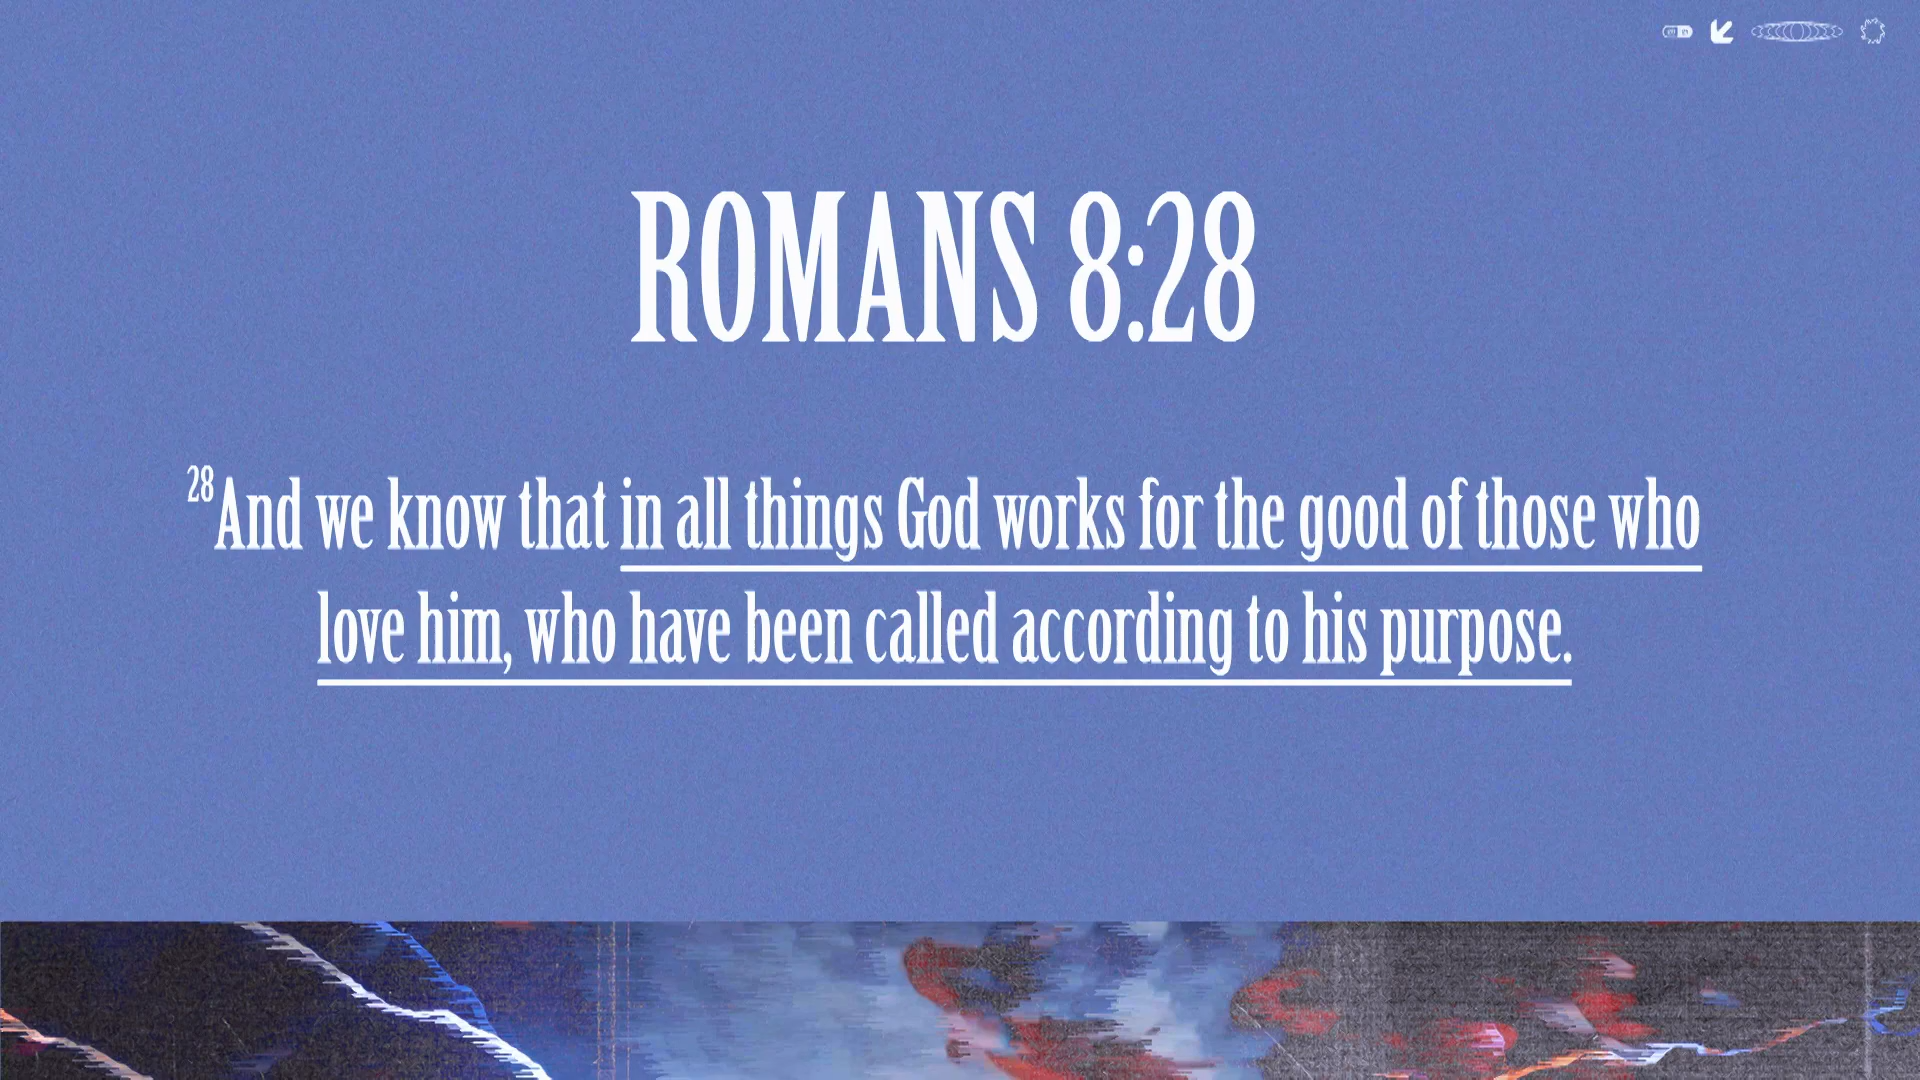 ROMANS 8:28
28And we know that in all things God works for the good of those who
love him, who have been called according to his purpose.